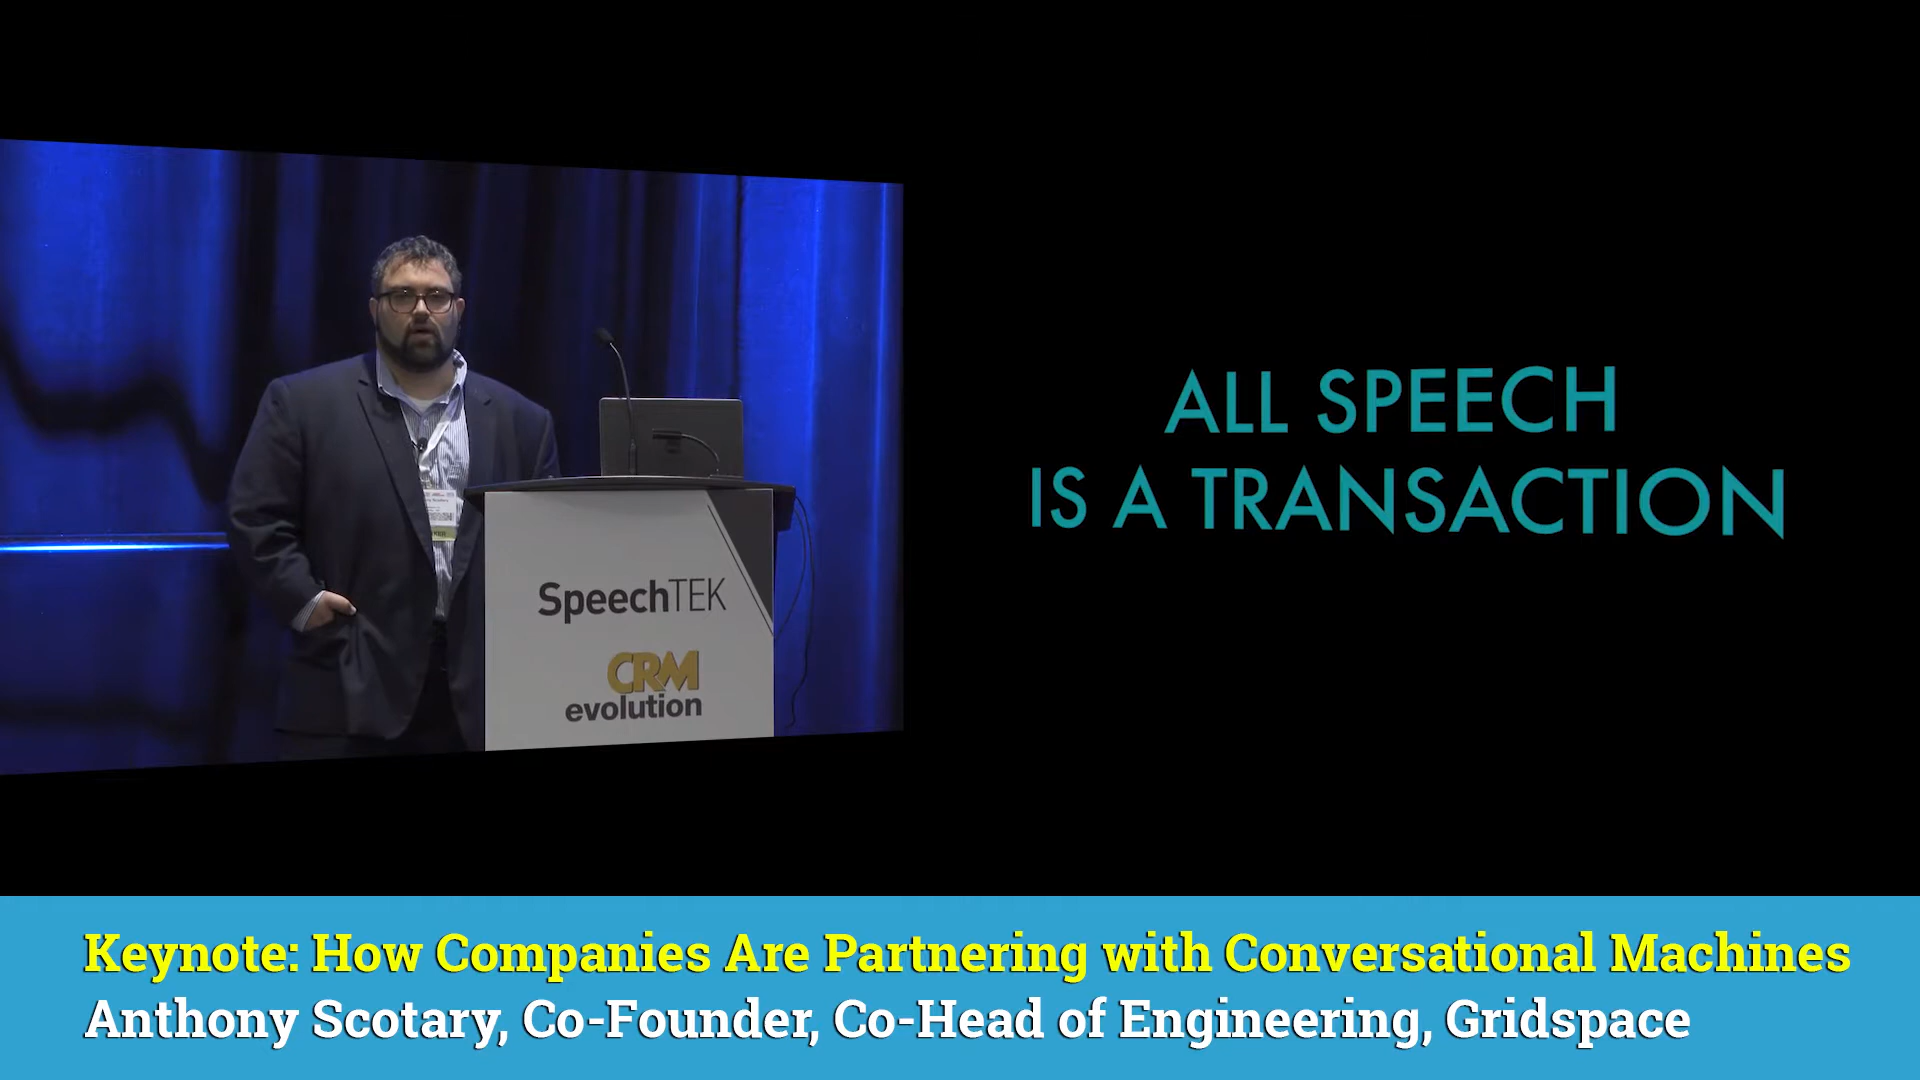 ALL SPEECH
IS A TRANSACTION
SpeechTEK
CRM
evolution
Keynote: How Companies Are Partnering with Conversational Machines
Anthony Scotary, Co-Founder, Co-Head of Engineering, Gridspace